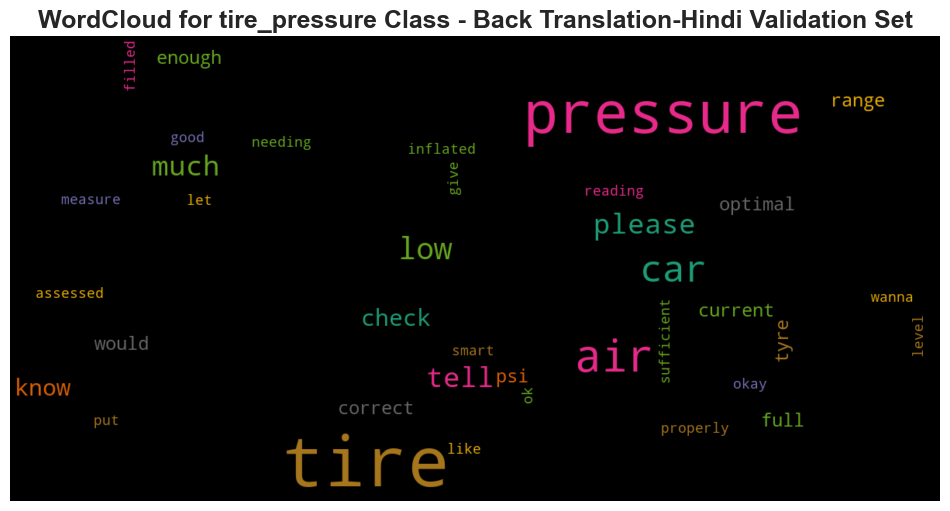 WordCloud for tire_pressure Class - Back Translation-Hindi Validation Set
filled
enough
pressure
range
good
needing
much
inflated
give
measure
let
reading
optimal
please
low
car
assessed
wanna
check
current
sufficient
tyre
level
would
smart
air
know
tell
psi
ok
okay
correct
put
full
properly
tire
like